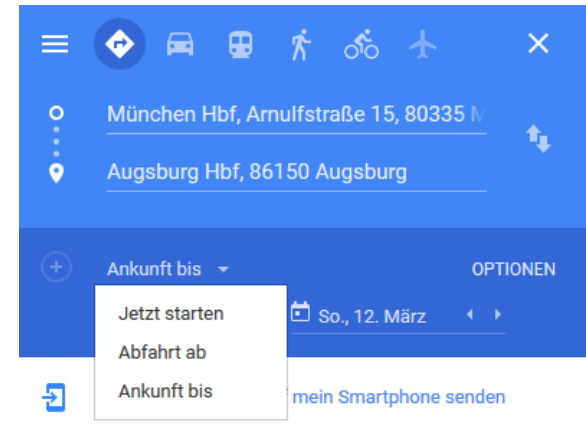 München Hbf, Arnulfstraße 15, 80335
Augsburg Hbf, 86150 Augsburg
Ankunft bis
OPTIONEN
Jetzt starten
So., 12. März
Abfahrt ab
Ankunft bis
mein Smartphone senden